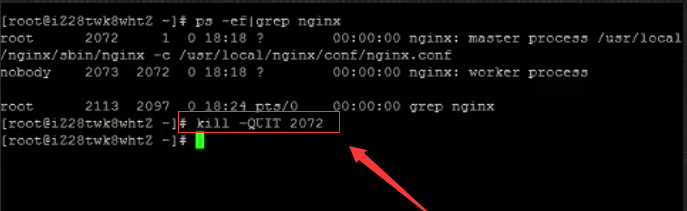 [root@iZ28twk8whtZ ~]# ps -ef|grep nginx
root 2072 1 0 18:18 ? 00:00:00 nginx: master process /usr/local
/nginx/sbin/nginx -c /usr/local/nginx/conf/nginx.conf
nobody 2073 2072 0 18:18 ? 00:00:00 nginx: worker process
root 2113 2097 0 18:24 pts/0 00:00:00 grep nginx
[root@iZ28twk8whtZ ~]# kill -QUIT 2072
[root@iZ28twk8whtZ ~]#